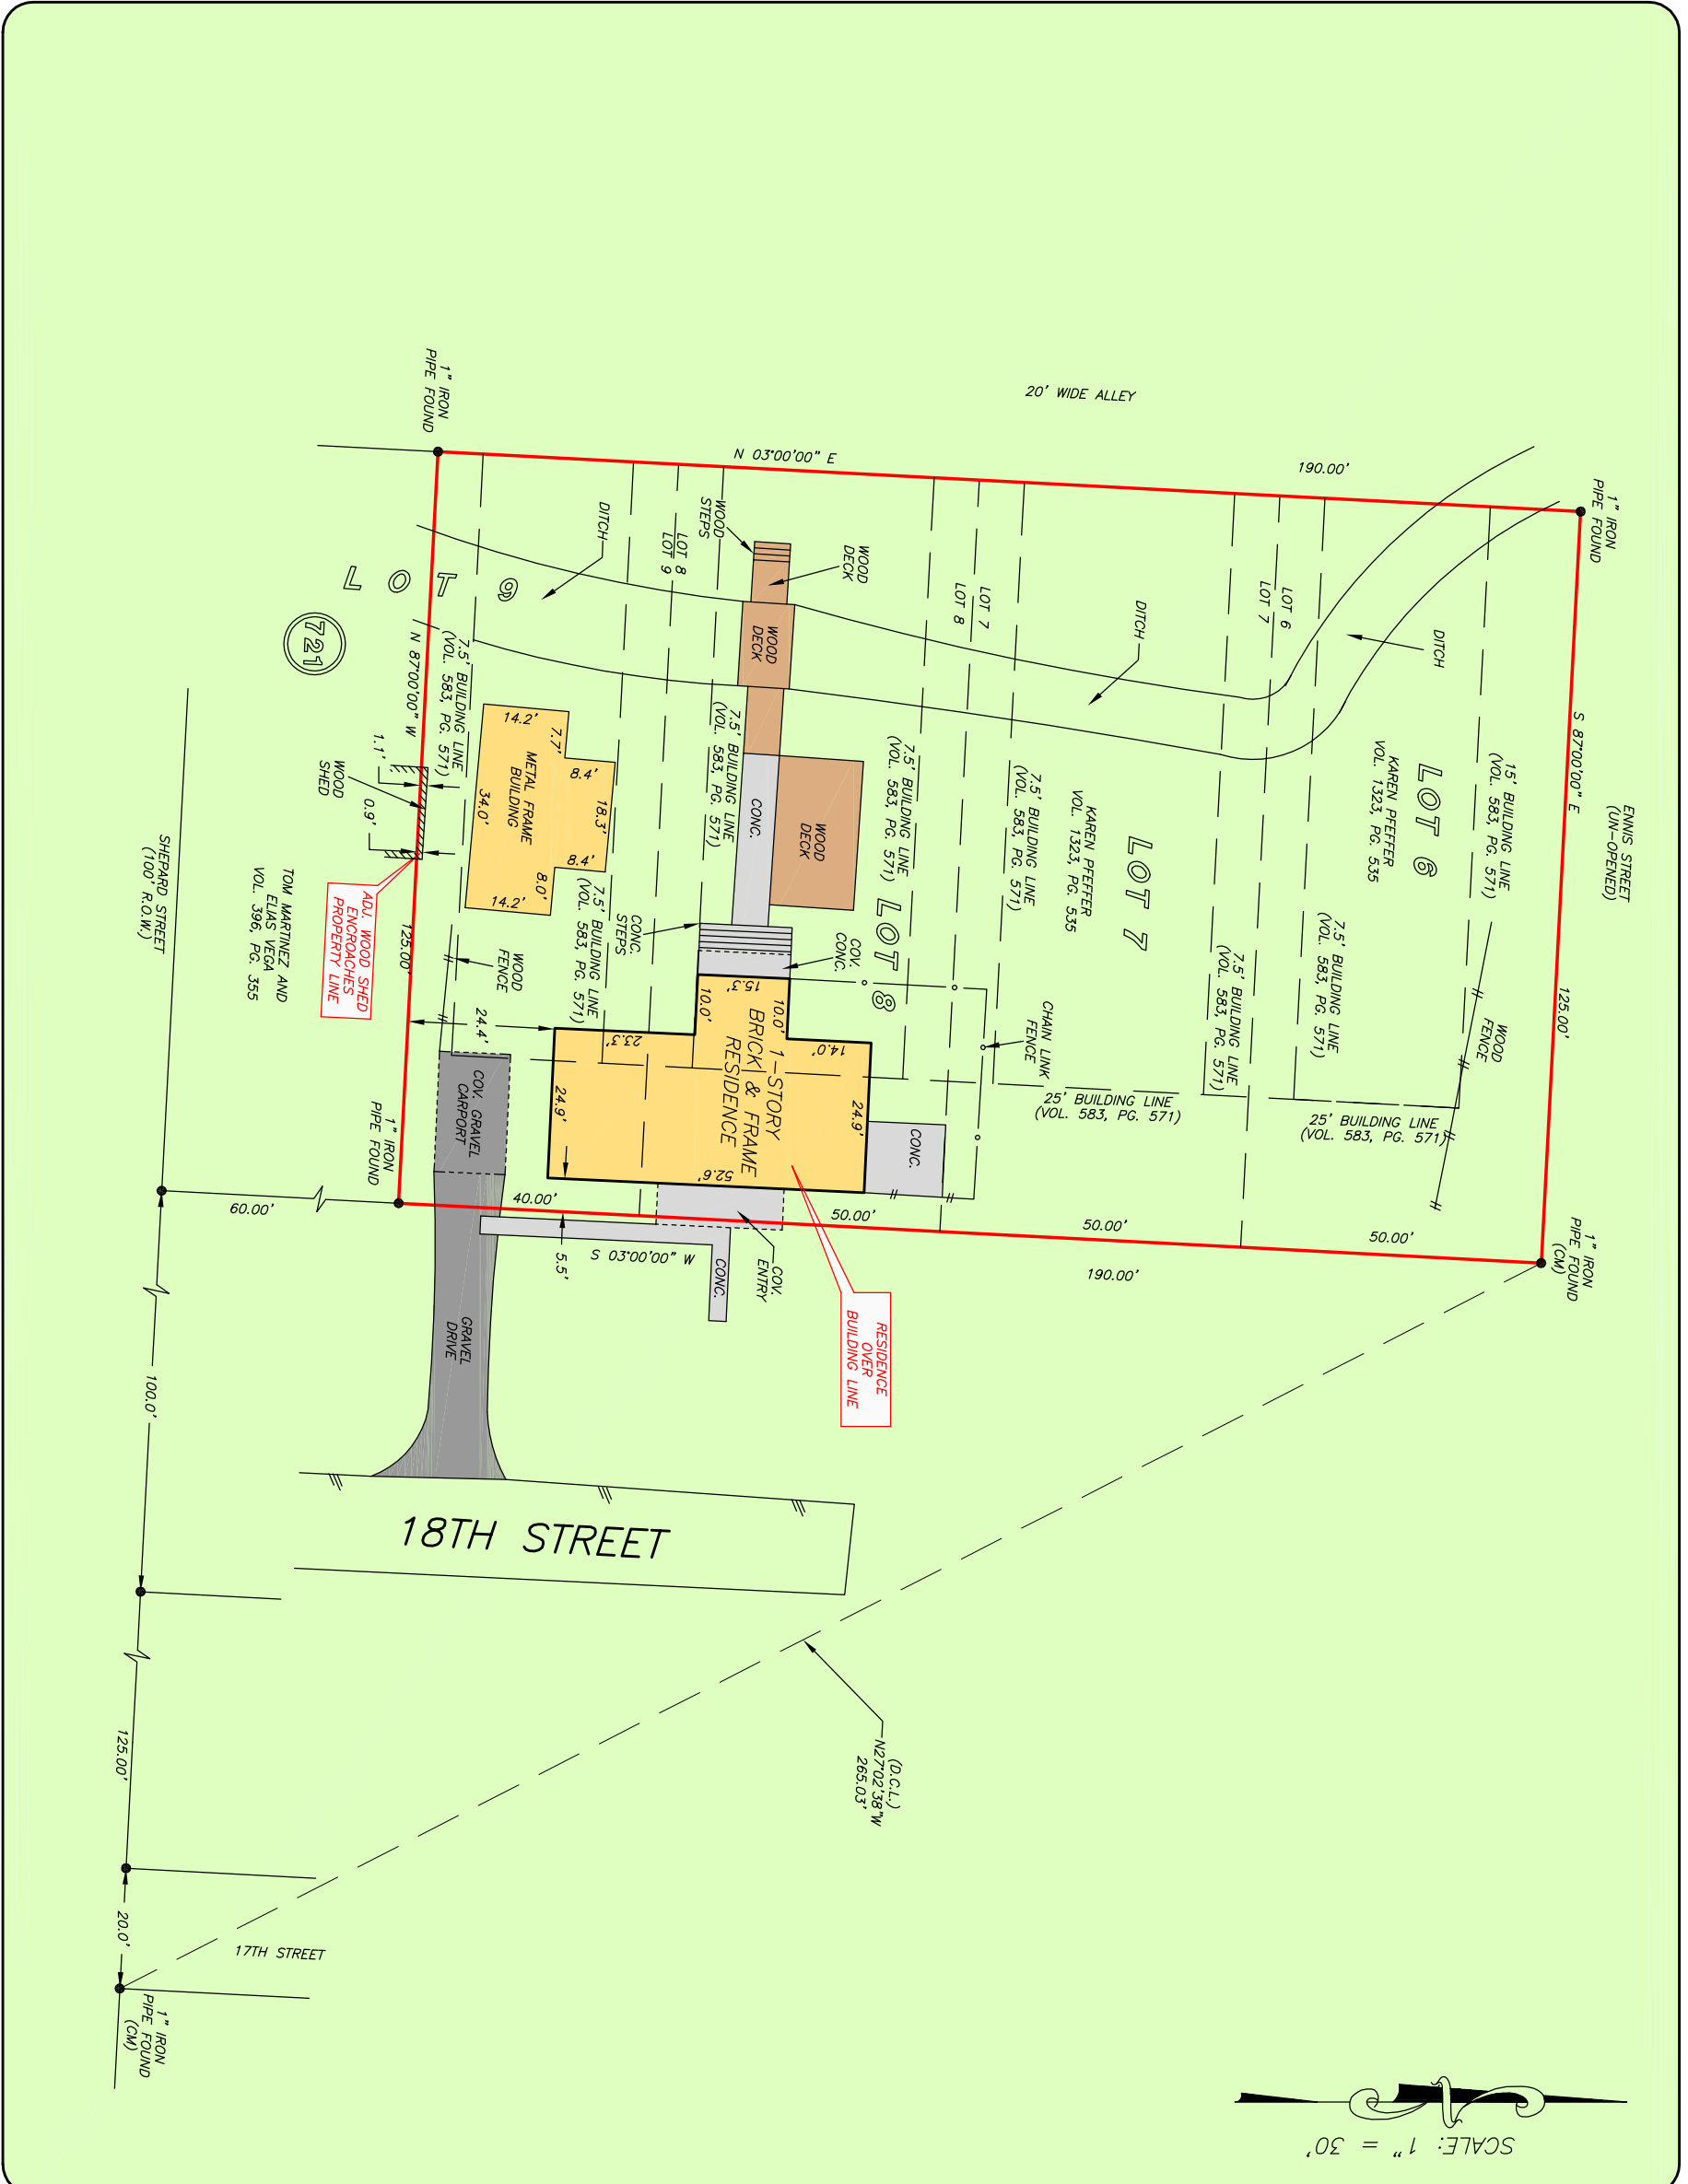 ENNIS STREET
(UN-OPENED)
1" IRON
PIPE FOUND
S 87°00'00" E
125.00'
1" IRON
PIPE FOUND
(CM)
15' BUILDING LINE
(VOL. 583, PG. 571)
WOOD
FENCE
LOT 6
KAREN PFEFFER
VOL. 1323, PG. 535
DITCH
25' BUILDING LINE
(VOL. 583, PG. 571)
7.5' BUILDING LINE
(VOL. 583, PG. 571)
190.00'
50.00'
LOT 6
LOT 7
7.5' BUILDING LINE
(VOL. 583, PG. 571)
20' WIDE ALLEY
DITCH
LOT 7
KAREN PFEFFER
VOL. 1323, PG. 535
25' BUILDING LINE
(VOL. 583, PG. 571)
50.00'
190.00'
7.5' BUILDING LINE
(VOL. 583, PG. 571)
CHAIN LINK
FENCE
LOT 7
LOT 8
7.5' BUILDING LINE
(VOL. 583, PG. 571)
LOT 8
CONC.
50.00'
N 03°00'00" E
WOOD
DECK
WOOD
DECK
WOOD
DECK
WOOD
STEPS
CONC.
COV.
CONC.
CONC.
STEPS
7.5' BUILDING LINE
(VOL. 583, PG. 571)
LOT 8
LOT 9
1-STORY
BRICK & FRAME
RESIDENCE
15.3'
10.0'
10.0'
14.0'
24.9'
52.6'
24.9'
23.3'
COV.
ENTRY
CONC.
RESIDENCE
OVER
BUILDING LINE
7.5' BUILDING LINE
(VOL. 583, PG. 571)
DITCH
LOT 9
METAL FRAME
BUILDING
14.2'
7.7'
8.4'
18.3'
8.4'
8.0'
14.2'
34.0'
WOOD
FENCE
24.4'
40.00'
S 03°00'00" W
5.5'
7.5' BUILDING LINE
(VOL. 583, PG. 571)
COV. GRAVEL
CARPORT
GRAVEL
DRIVE
1" IRON
PIPE FOUND
N 87°00'00" W
125.00'
1" IRON
PIPE FOUND
721
1.1'
0.9'
WOOD
SHED
ADJ. WOOD SHED
ENCROACHES
PROPERTY LINE
TOM MARTINEZ AND
ELIAS VEGA
VOL. 396, PG. 355
18TH STREET
(D.C.L.)
N27°02'38"W
265.03'
60.00'
SHEPARD STREET
(100' R.O.W.)
100.0'
125.00'
20.0'
17TH STREET
1" IRON
PIPE FOUND
(CM)
SCALE: 1" = 30'